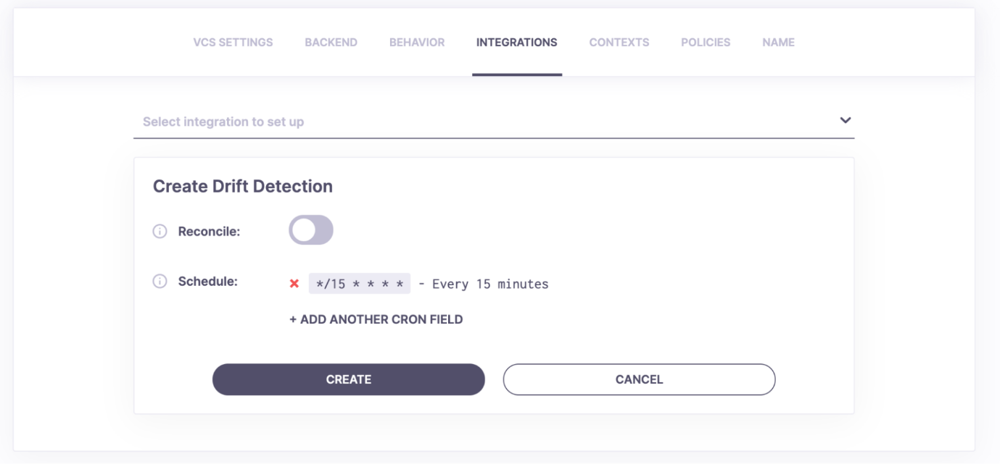 VCS SETTINGS BACKEND BEHAVIOR INTEGRATIONS CONTEXTS POLICIES NAME
Select integration to set up
Create Drift Detection
Reconcile:
Schedule: */15 * * * * - Every 15 minutes
+ ADD ANOTHER CRON FIELD
CREATE CANCEL